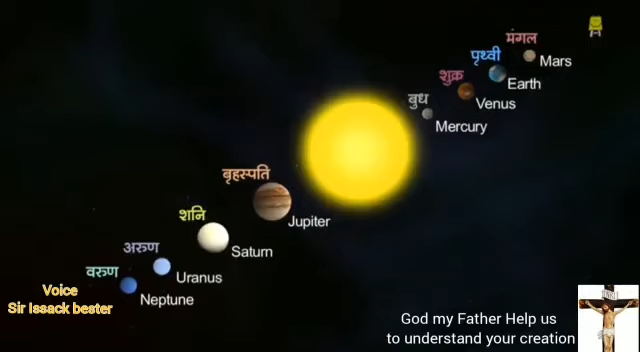 मंगल
Mars
पृथ्वी
Earth
शुक्र
Venus
बुध
Mercury
बृहस्पति
Jupiter
शनि
Saturn
अरुण
Uranus
वरुण
Neptune
Voice
Sir Issack bester
God my Father Help us
to understand your creation